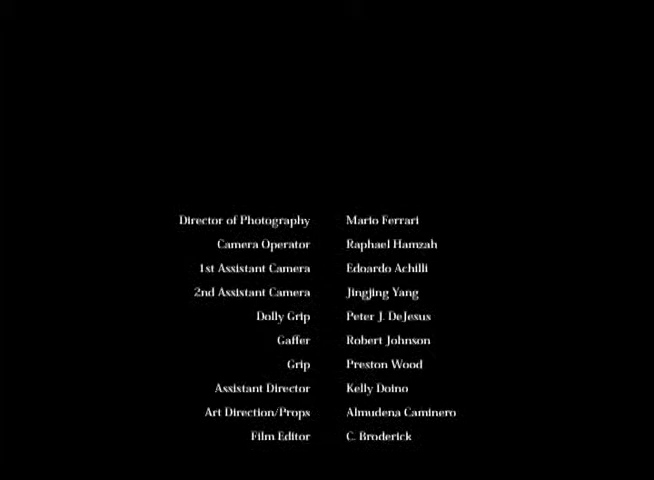 Director of Photography Mario Ferrari
Camera Operator Raphael Hamzah
1st Assistant Camera Edoardo Achilli
2nd Assistant Camera Jingjing Yang
Dolly Grip Peter J. DeJesus
Gaffer Robert Johnson
Grip Preston Wood
Assistant Director Kelly Doino
Art Direction/Props Almudena Caminero
Film Editor C. Broderick